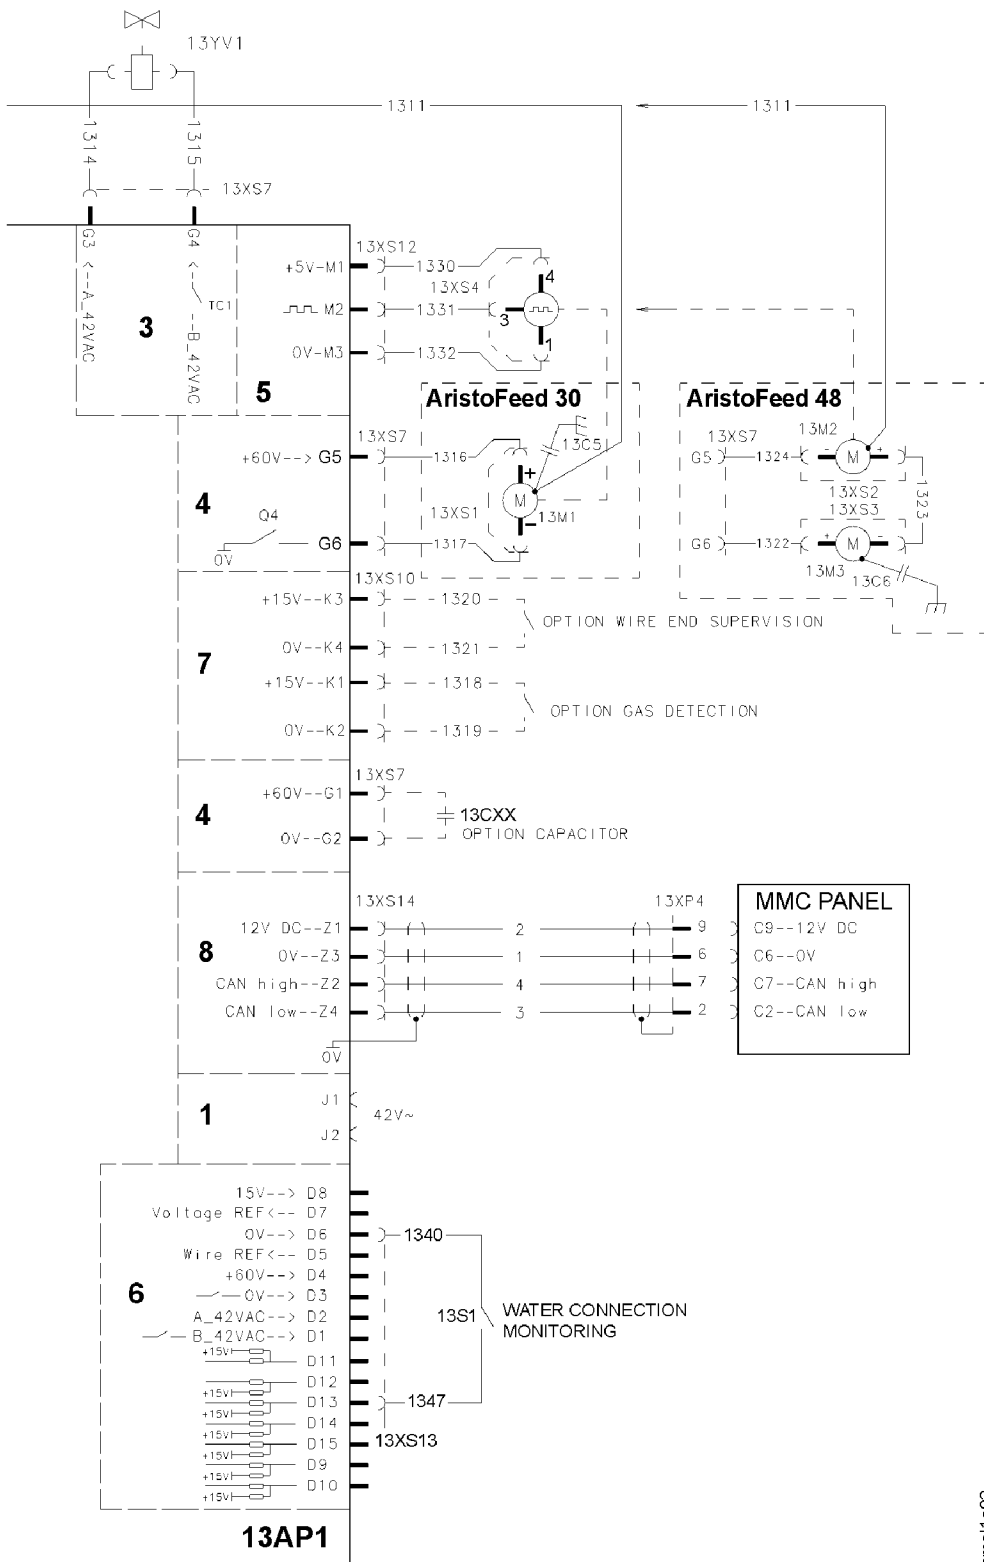 13YV1
1311
1311
1314
1315
13XS7
G3 <--A_42VAC
G4 <-- --B_42VAC
TC1
3
5
13XS12
+5V-M1
1330
13XS4
4
M2
1331
3
0V-M3
1332
1
AristoFeed 30
AristoFeed 48
13XS7
+60V--> G5
1316
13C5
+
M
13M1
13XS1
4
Q4
0V
G6
1317
-
13XS7
13M2
G5
1324
-
M
+
13XS2
13XS3
1323
G6
1322
+
M
-
13M3
13C6
13XS10
+15V--K3
1320
OPTION WIRE END SUPERVISION
0V--K4
1321
7
+15V--K1
1318
OPTION GAS DETECTION
0V--K2
1319
13XS7
+60V--G1
4
13CXX
OPTION CAPACITOR
0V--G2
13XS14
13XP4
MMC PANEL
12V DC--Z1
2
9
C9--12V DC
8
0V--Z3
1
6
C6--0V
CAN high--Z2
4
7
C7--CAN high
CAN low--Z4
3
2
C2--CAN low
0V
J1
1
42V~
J2
15V--> D8
Voltage REF<-- D7
0V--> D6
1340
Wire REF<-- D5
+60V--> D4
6
0V--> D3
A_42VAC--> D2
13S1
WATER CONNECTION
MONITORING
B_42VAC--> D1
+15V
D11
D12
+15V
D13
1347
+15V
D14
+15V
D15
13XS13
+15V
D9
+15V
D10
+15V
13AP1